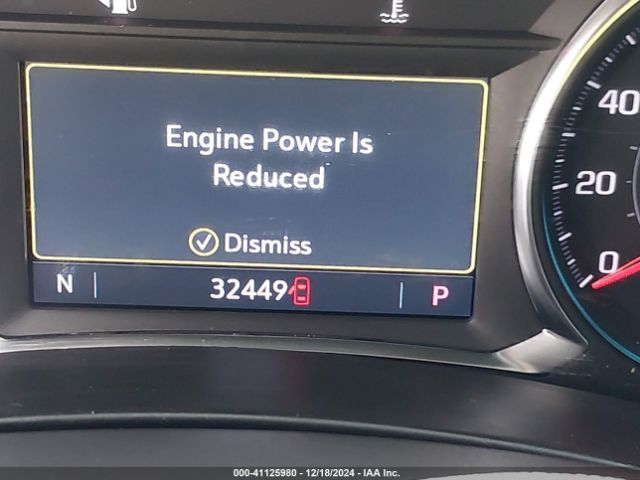 40
20
0
Engine Power Is
Reduced
Dismiss
N
32449
P
000-41125980 - 12/18/2024 - IAA Inc.